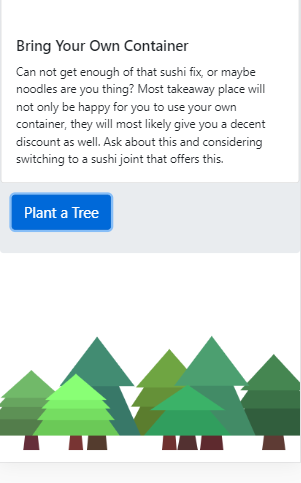 Bring Your Own Container
Can not get enough of that sushi fix, or maybe
noodles are you thing? Most takeaway place will
not only be happy for you to use your own
container, they will most likely give you a decent
discount as well. Ask about this and considering
switching to a sushi joint that offers this.
Plant a Tree